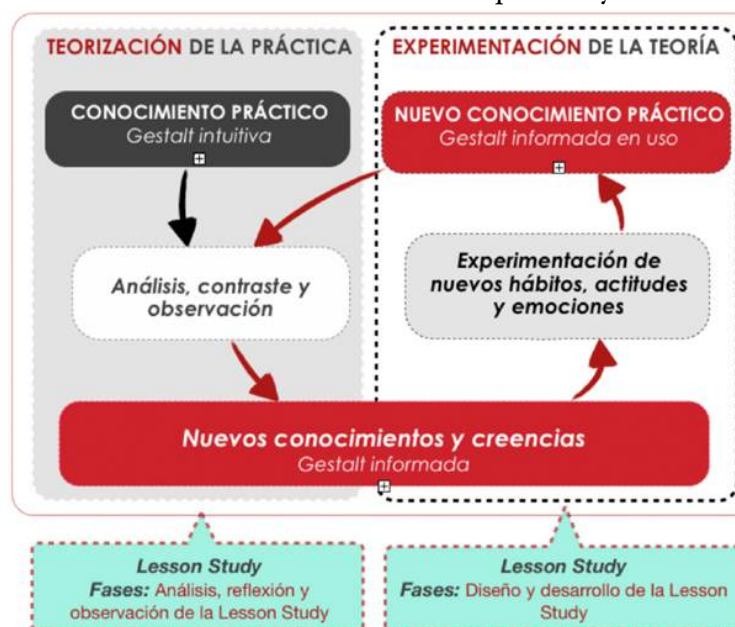 TEORIZACIÓN DE LA PRÁCTICA
EXPERIMENTACIÓN DE LA TEORÍA
CONOCIMIENTO PRÁCTICO
Gestalt intuitiva
NUEVO CONOCIMIENTO PRÁCTICO
Gestalt informada en uso
Análisis, contraste y
observación
Experimentación de
nuevos hábitos, actitudes
y emociones
Nuevos conocimientos y creencias
Gestalt informada
Lesson Study
Fases: Análisis, reflexión y
observación de la Lesson Study
Lesson Study
Fases: Diseño y desarrollo de la Lesson
Study